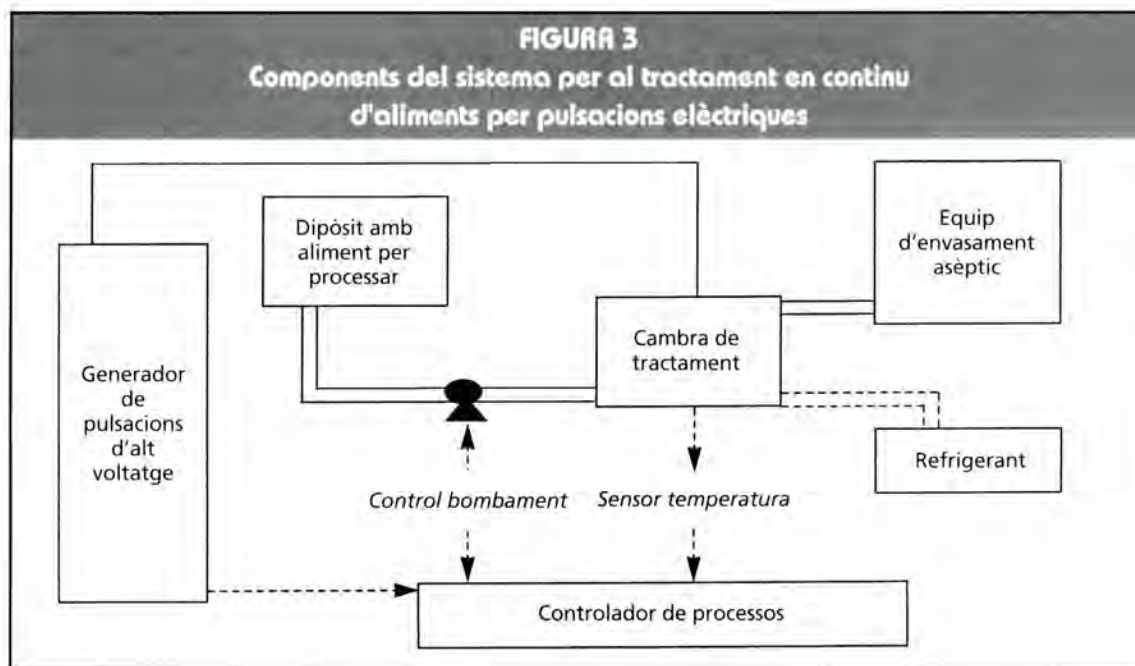 FIGURA 3
Components del sistema per al tractament en continu
d'aliments per pulsacions elèctriques
Dipòsit amb
aliment per
processar
Equip
d'envasament
asèptic
Cambra de
tractament
Generador
de
pulsacions
d'alt
voltatge
Refrigerant
Control bombament
Sensor temperatura
Controlador de processos